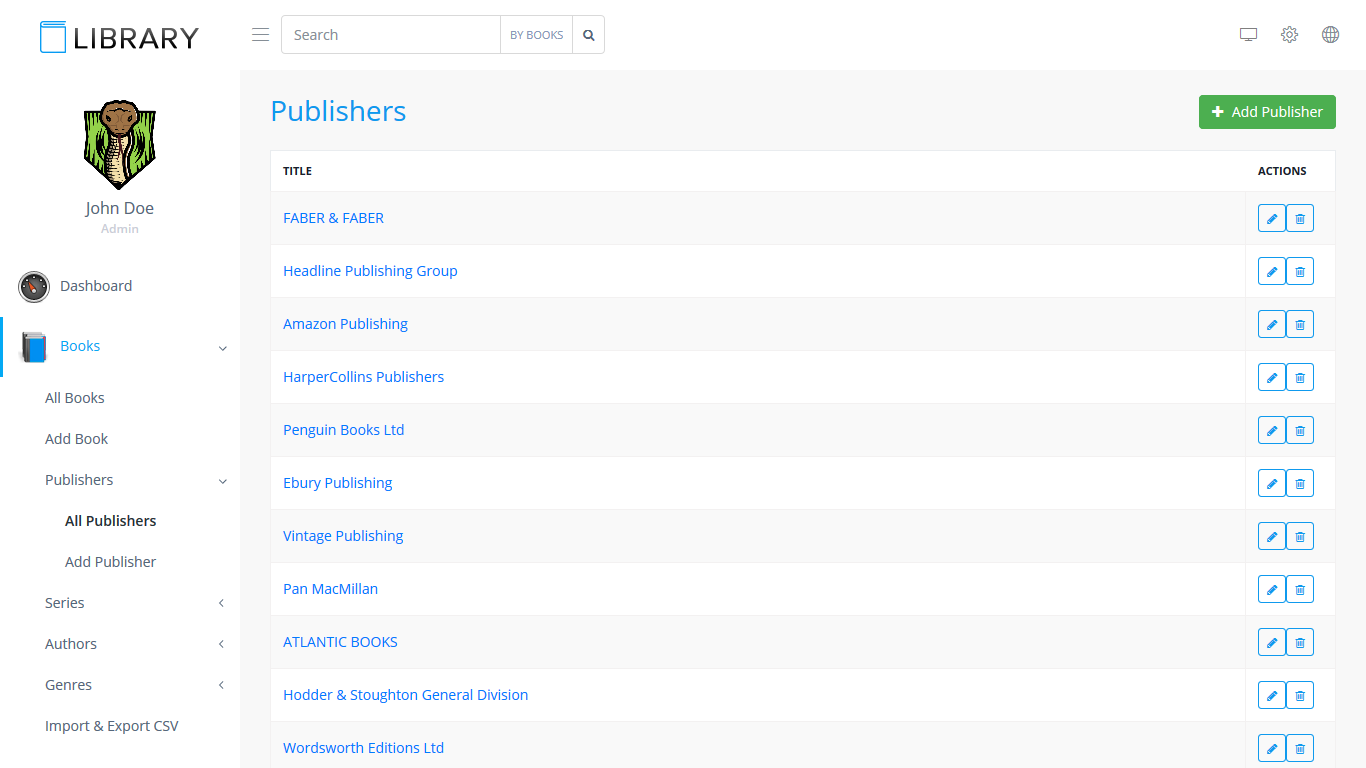 LIBRARY
Search
BY BOOKS
John Doe
Admin
Dashboard
Books
All Books
Add Book
Publishers
All Publishers
Add Publisher
Series
Authors
Genres
Import & Export CSV
Publishers
Add Publisher
TITLE
ACTIONS
FABER & FABER
Headline Publishing Group
Amazon Publishing
HarperCollins Publishers
Penguin Books Ltd
Ebury Publishing
Vintage Publishing
Pan MacMillan
ATLANTIC BOOKS
Hodder & Stoughton General Division
Wordsworth Editions Ltd